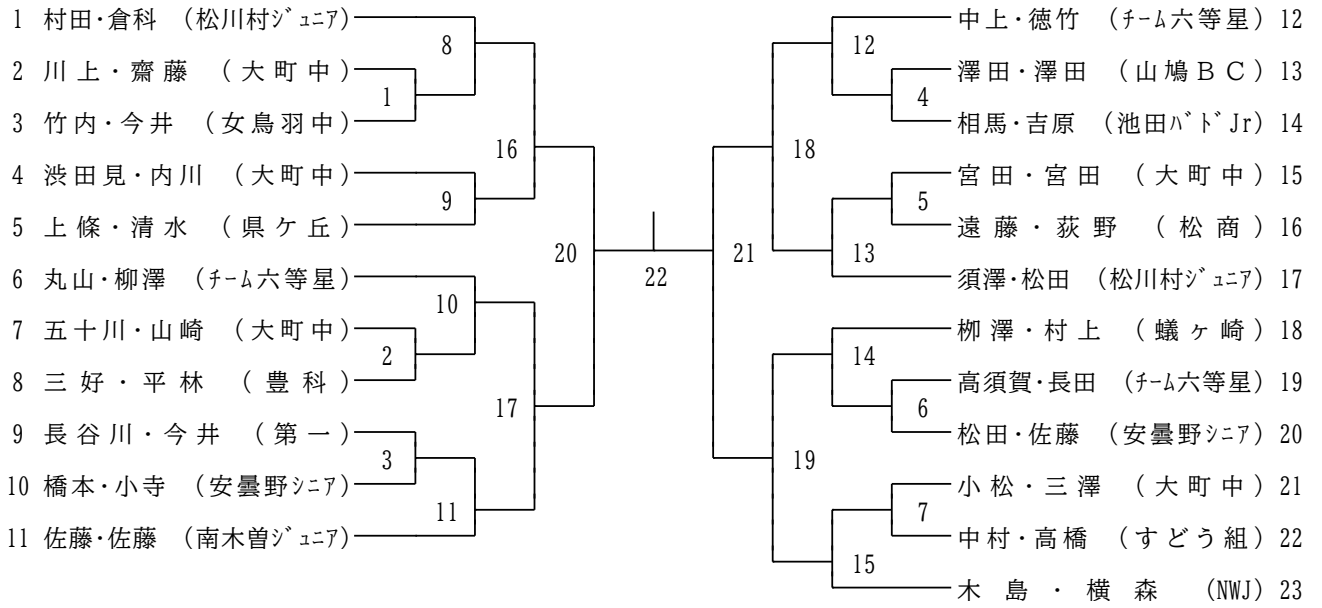 1 村田・倉科 （松川村ｼﾞｭﾆｱ）
2 川上・齋藤 （大町中）
3 竹内・今井 （女鳥羽中）
4 渋田見・内川 （大町中）
5 上條・清水 （県ケ丘）
6 丸山・柳澤 （ﾁｰﾑ六等星）
7 五十川・山崎 （大町中）
8 三好・平林 （豊科）
9 長谷川・今井 （第一）
10 橋本・小寺 （安曇野ｼﾆｱ）
11 佐藤・佐藤 （南木曽ｼﾞｭﾆｱ）
8
1
16
9
20
10
2
17
3
11
22
12
4
18
5
13
21
14
6
19
7
15
中上・徳竹 （ﾁｰﾑ六等星） 12
澤田・澤田 （山鳩ＢＣ） 13
相馬・吉原 （池田ﾊﾞﾄﾞJr） 14
宮田・宮田 （大町中） 15
遠藤・荻野 （松商） 16
須澤・松田 （松川村ｼﾞｭﾆｱ） 17
栁澤・村上 （蟻ヶ崎） 18
高須賀・長田 （ﾁｰﾑ六等星） 19
松田・佐藤 （安曇野ｼﾆｱ） 20
小松・三澤 （大町中） 21
中村・高橋 （すどう組） 22
木島・横森 (NWJ) 23